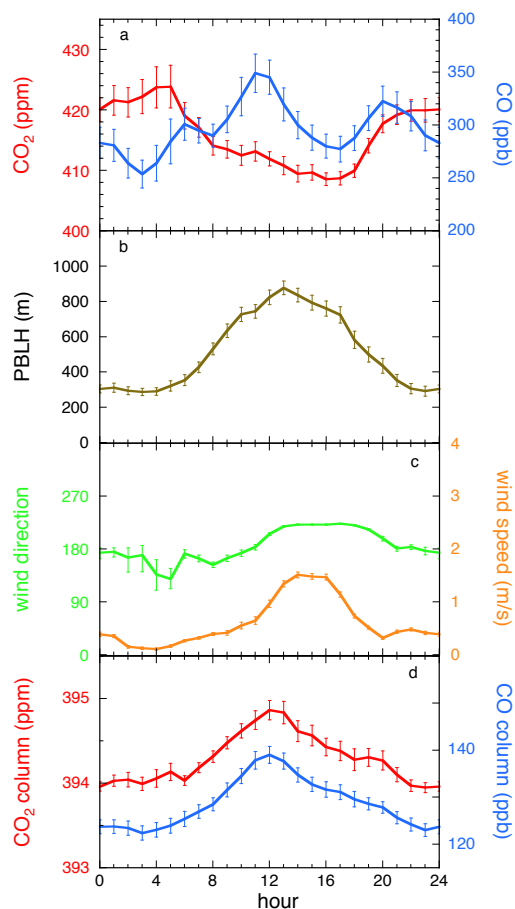 a
430
420
410
400
CO2 (ppm)
400
350
300
250
200
CO (ppb)
b
1000
800
600
400
200
0
PBLH (m)
c
270
180
90
0
wind direction
4
3
2
1
0
wind speed (m/s)
d
395
394
393
CO2 column (ppm)
140
120
CO column (ppb)
0 4 8 12 16 20 24
hour